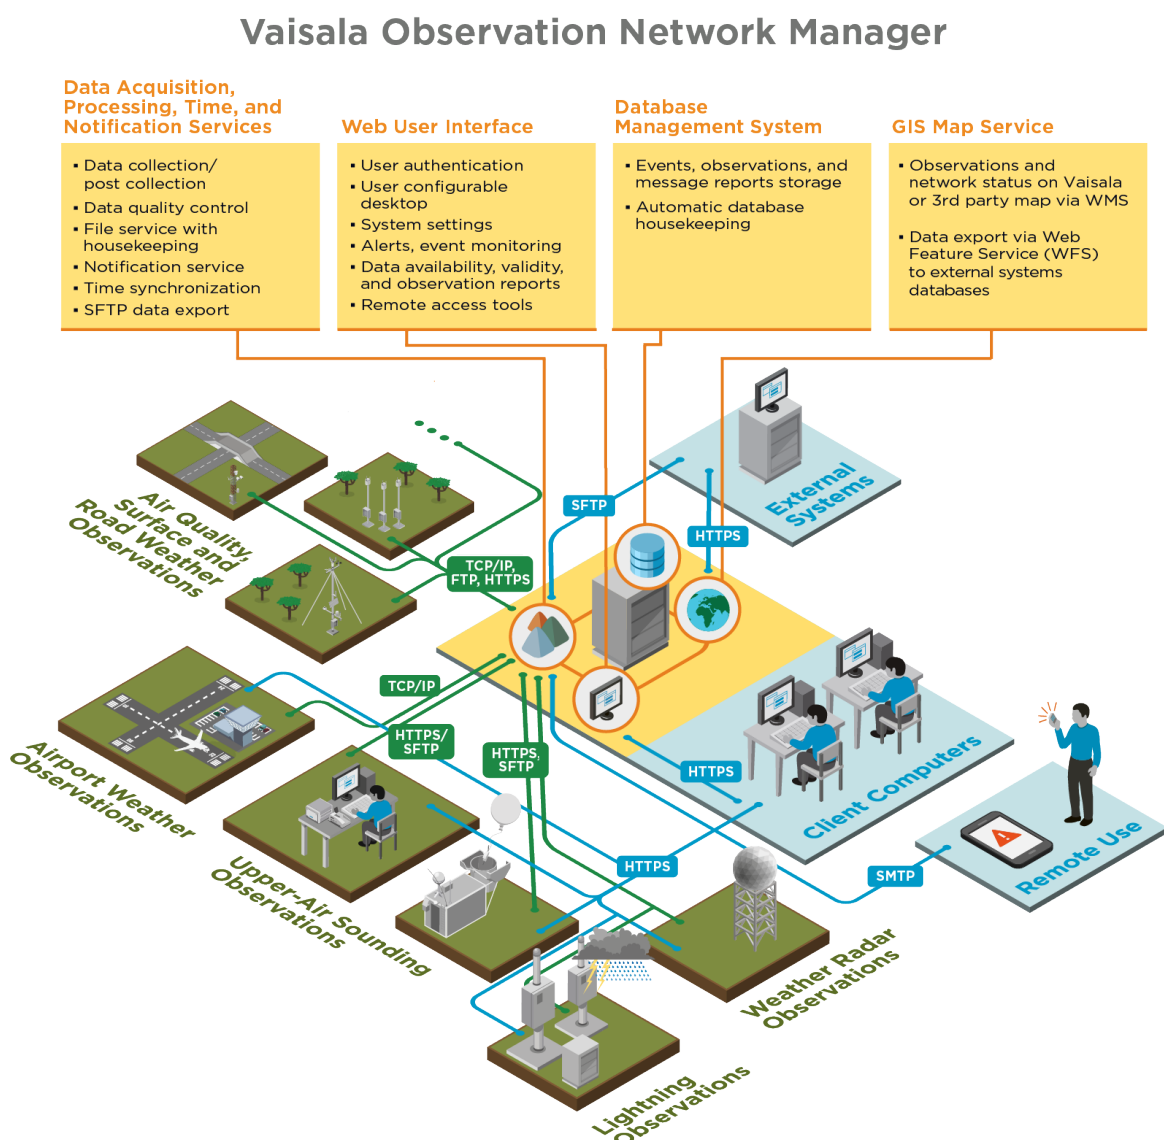 Vaisala Observation Network Manager
Data Acquisition,
Processing, Time, and
Notification Services
▪ Data collection/
post collection
▪ Data quality control
▪ File service with
housekeeping
▪ Notification service
▪ Time synchronization
▪ SFTP data export
Web User Interface
▪ User authentication
▪ User configurable
desktop
▪ System settings
▪ Alerts, event monitoring
▪ Data availability, validity,
and observation reports
▪ Remote access tools
Database
Management System
▪ Events, observations, and
message reports storage
▪ Automatic database
housekeeping
GIS Map Service
▪ Observations and
network status on Vaisala
or 3rd party map via WMS
▪ Data export via Web
Feature Service (WFS)
to external systems
databases
External
Systems
SFTP
HTTPS
Air Quality,
Surface and
Road Weather
Observations
TCP/IP,
FTP, HTTPS
TCP/IP
HTTPS/
SFTP
HTTPS,
SFTP
HTTPS
Client Computers
Airport Weather
Observations
HTTPS
SMTP
Remote Use
Upper-Air Sounding
Observations
Weather Radar
Observations
Lightning
Observations